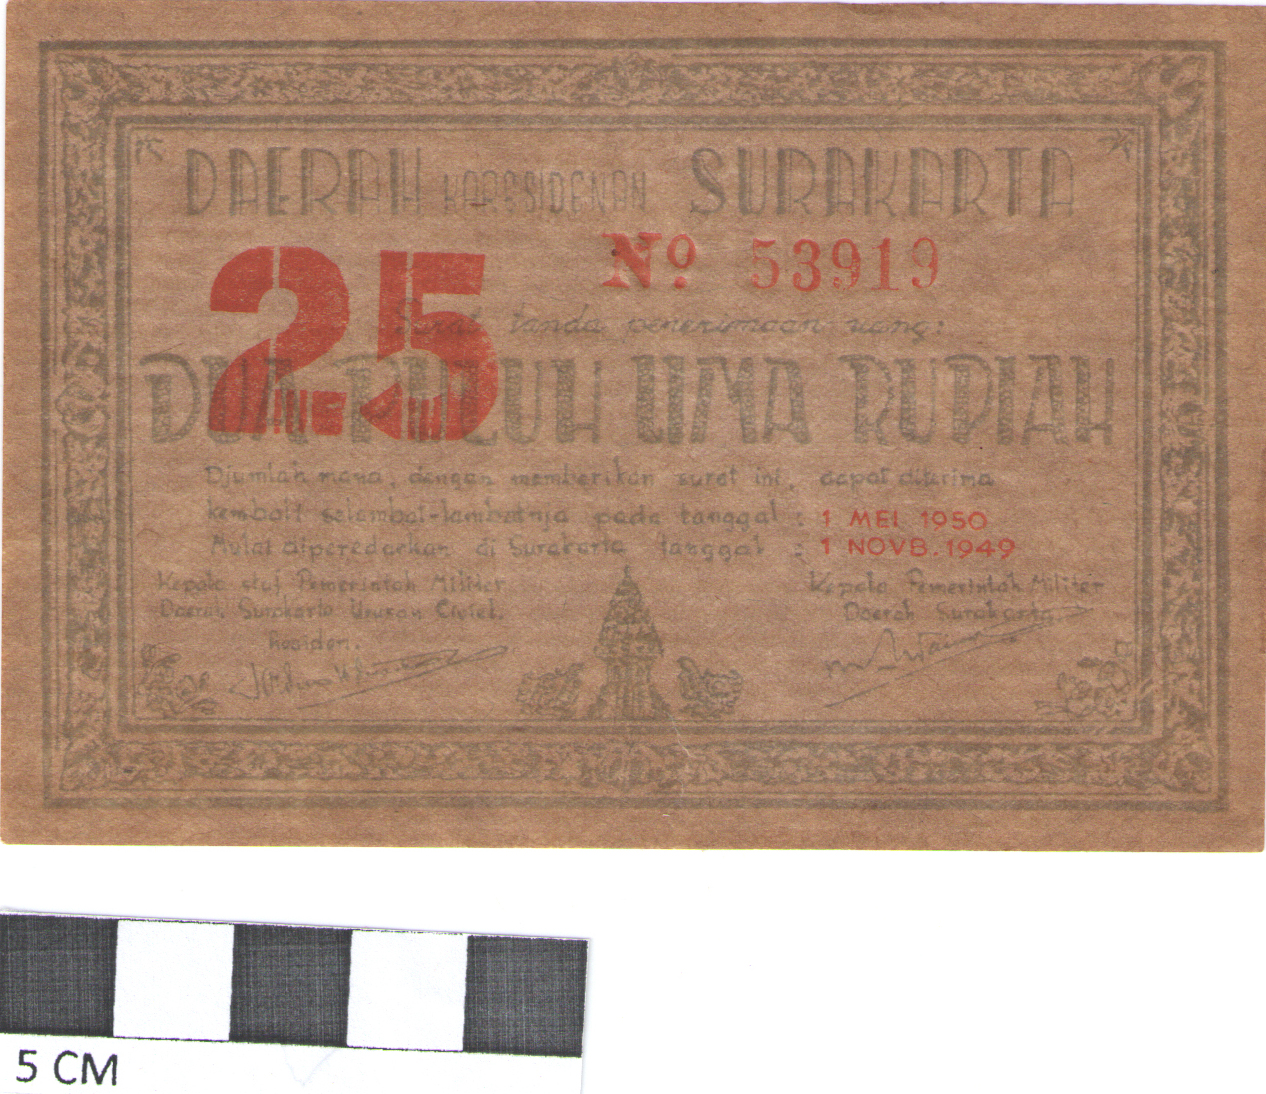 DAERAH KARESIDENAN SURAKARTA
25
No 53919
Surat tanda penerimaan uang:
DUA PULUH LIMA RUPIAH
Djumlah mana, dengan memberikan surat ini, dapat diterima
kembali selambat-lambatnja pada tanggal : 1 MEI 1950
Mulai diperedarkan di Surakarta tanggal : 1 NOVB. 1949
Kepala staf Pemerintah Militer
Daerah Surakarta Urusan Civiel.
Residen.
Kepala Pemerintah Militer
Daerah Surakarta
5 CM